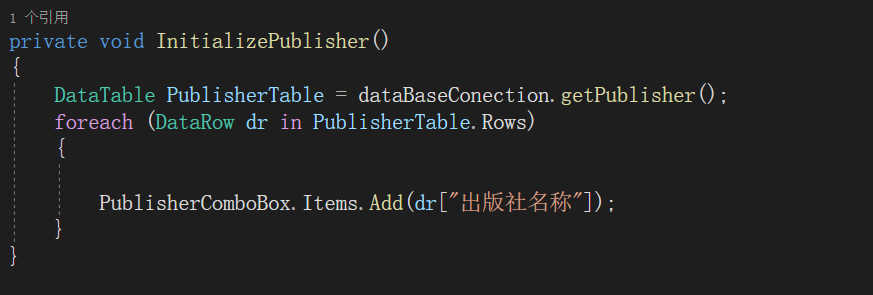 1 个引用
private void InitializePublisher()
{
DataTable PublisherTable = dataBaseConection.getPublisher();
foreach (DataRow dr in PublisherTable.Rows)
{
PublisherComboBox.Items.Add(dr["出版社名称"]);
}
}